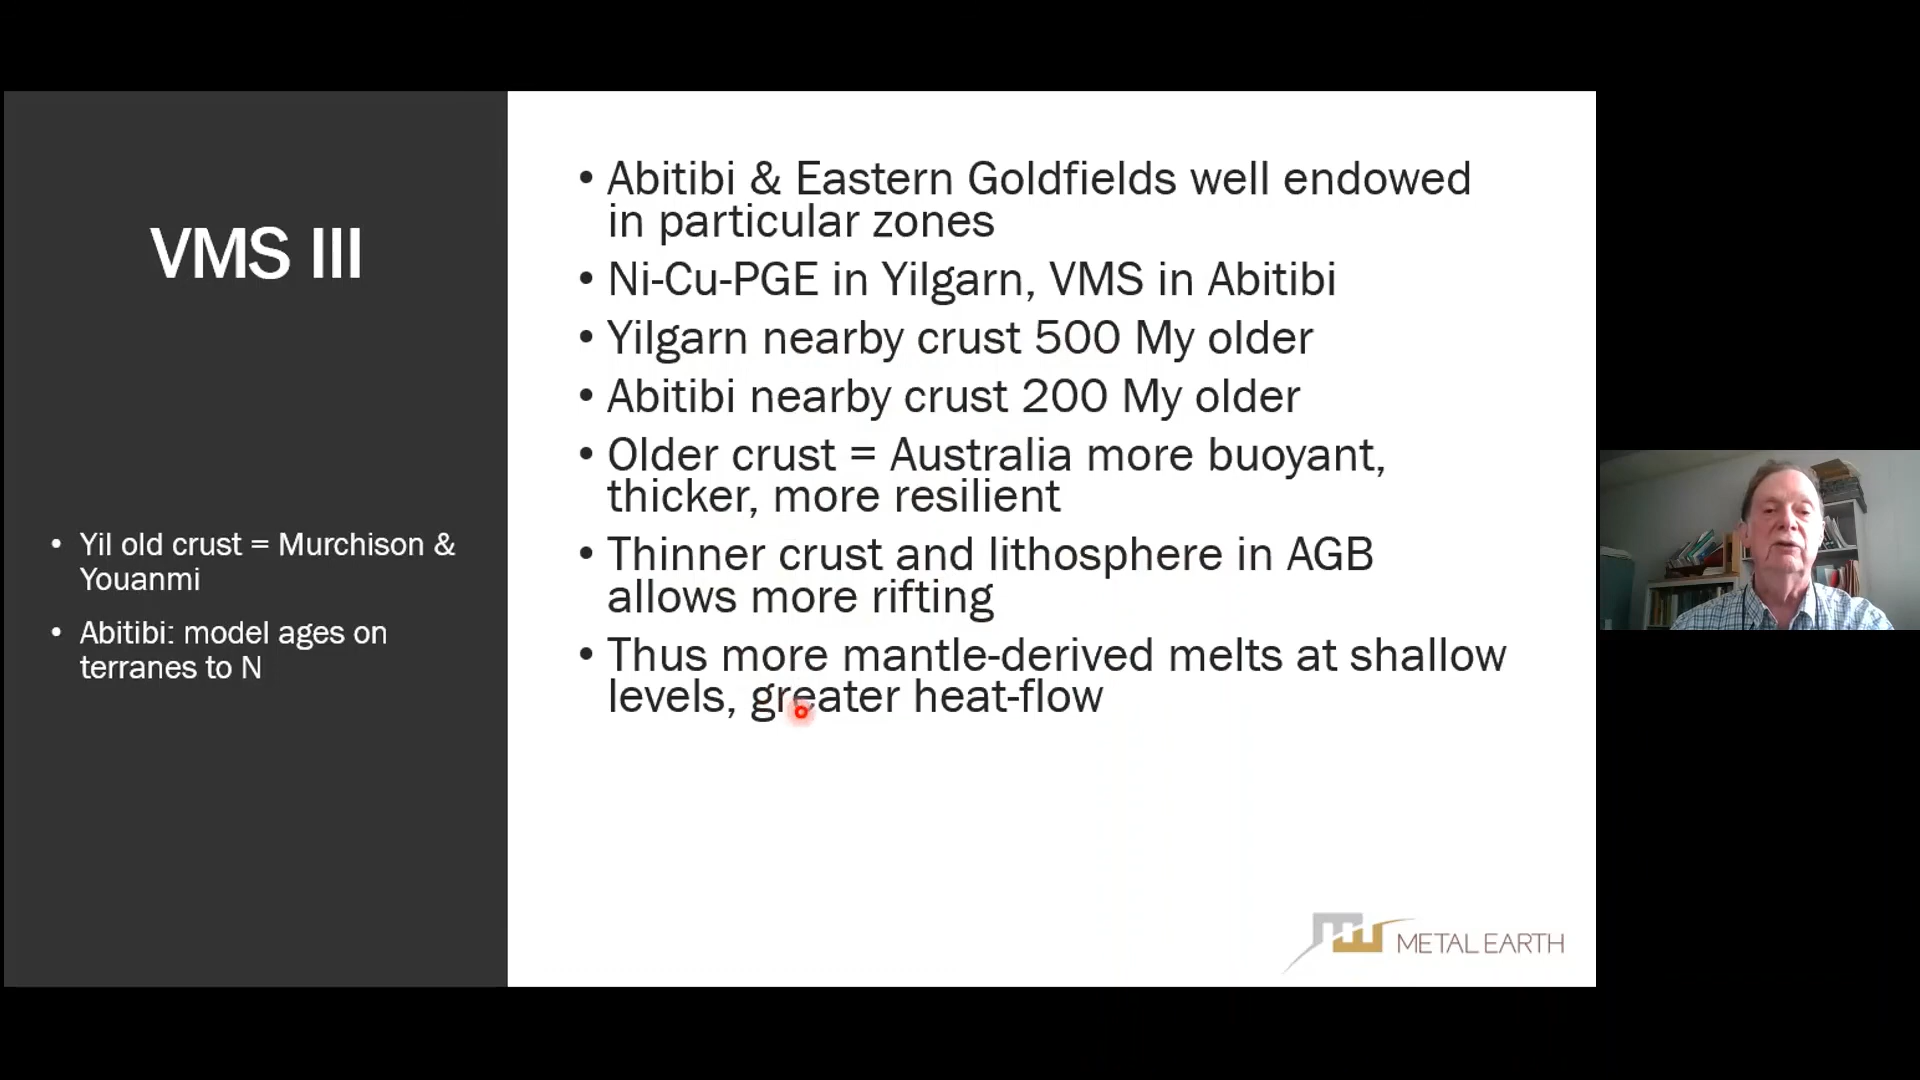 VMS III
• Yil old crust = Murchison &
Youanmi
• Abitibi: model ages on
terranes to N
• Abitibi & Eastern Goldfields well endowed
in particular zones
• Ni-Cu-PGE in Yilgarn, VMS in Abitibi
• Yilgarn nearby crust 500 My older
• Abitibi nearby crust 200 My older
• Older crust = Australia more buoyant,
thicker, more resilient
• Thinner crust and lithosphere in AGB
allows more rifting
• Thus more mantle-derived melts at shallow
levels, greater heat-flow
METAL EARTH